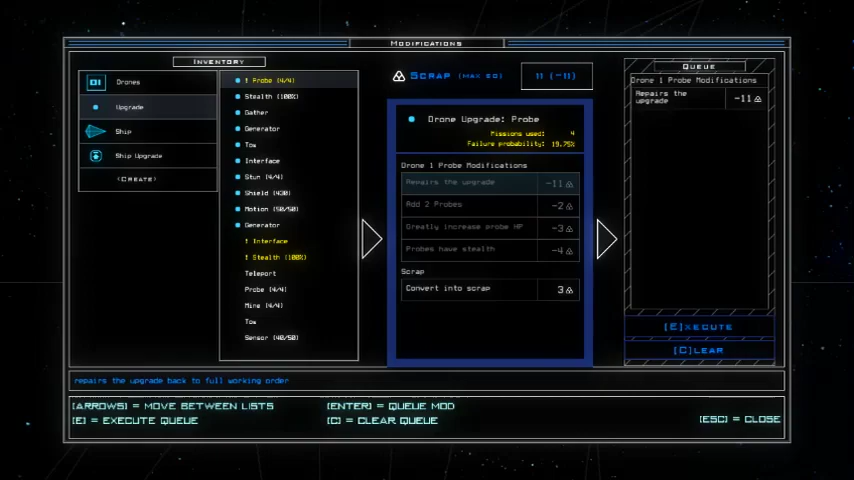 Modifications
Inventory
Drones
Upgrade
Ship
Ship Upgrade
(Create)
! Probe (4/4)
Stealth (100%)
Gather
Generator
Tow
Interface
Stun (4/4)
Shield (430)
Motion (50/50)
Generator
! Interface
! Stealth (100%)
Teleport
Probe (4/4)
Mine (4/4)
Tow
Sensor (40/50)
Scrap (max 60)
11 (-11)
Drone Upgrade: Probe
Missions used: 4
Failure probability: 19.75%
Drone 1 Probe Modifications
Repairs the upgrade -11
Add 2 Probes -2
Greatly increase probe HP -3
Probes have stealth -4
Scrap
Convert into scrap 3
Queue
Drone 1 Probe Modifications
Repairs the upgrade -11
[E]xecute
[C]lear
repairs the upgrade back to full working order
[Arrows] = Move between lists
[Enter] = Queue mod
[E] = Execute queue
[C] = Clear queue
[Esc] = Close